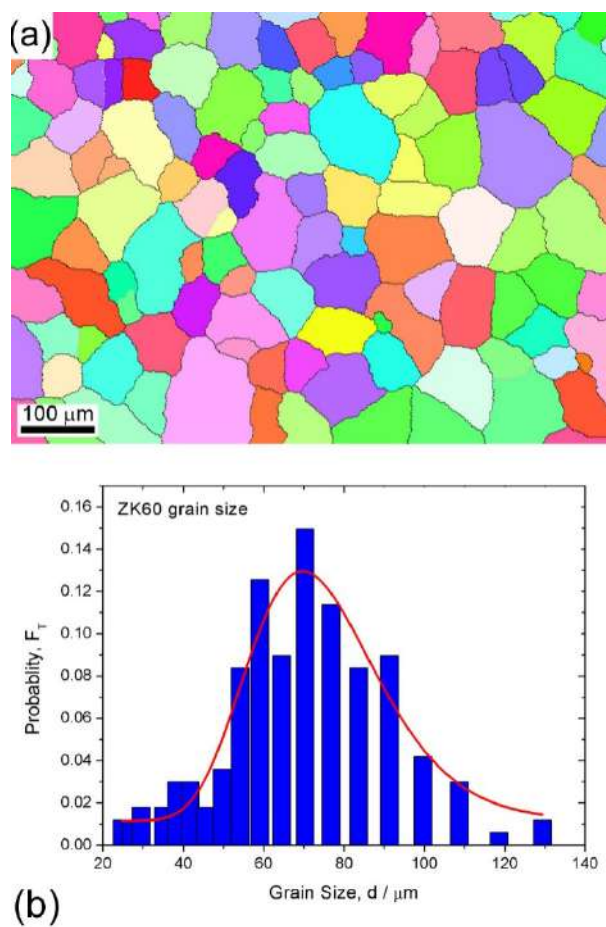 (a)
100 μm
ZK60 grain size
0.16
0.14
0.12
0.10
0.08
0.06
0.04
0.02
0.00
Probablity, F_T
20 40 60 80 100 120 140
Grain Size, d / μm
(b)